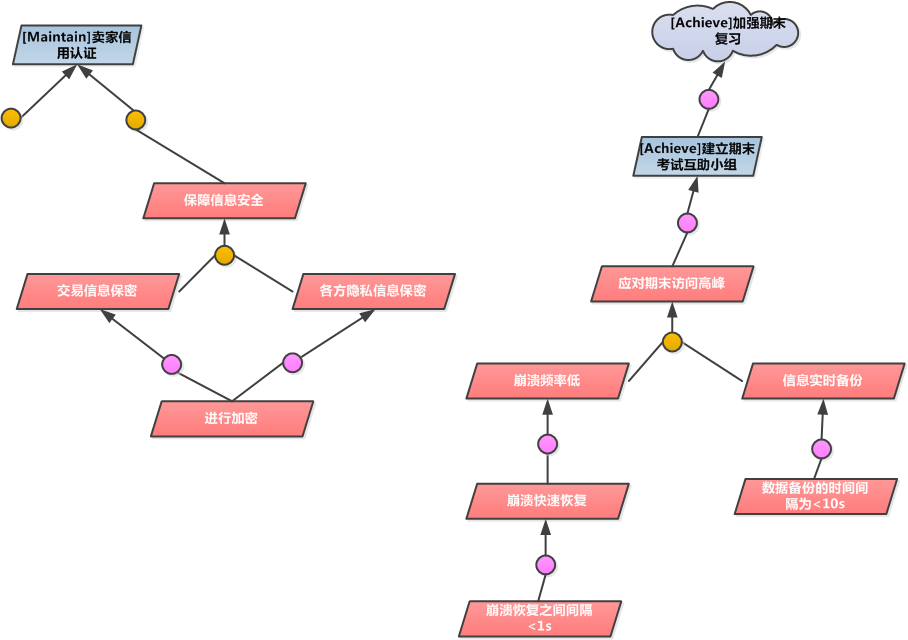 [Maintain]卖家信
用认证
保障信息安全
交易信息保密
各方隐私信息保密
进行加密
[Achieve]加强期末
复习
[Achieve]建立期末
考试互助小组
应对期末访问高峰
崩溃频率低
信息实时备份
崩溃快速恢复
数据备份的时间间
隔为<10s
崩溃恢复之间间隔
<1s